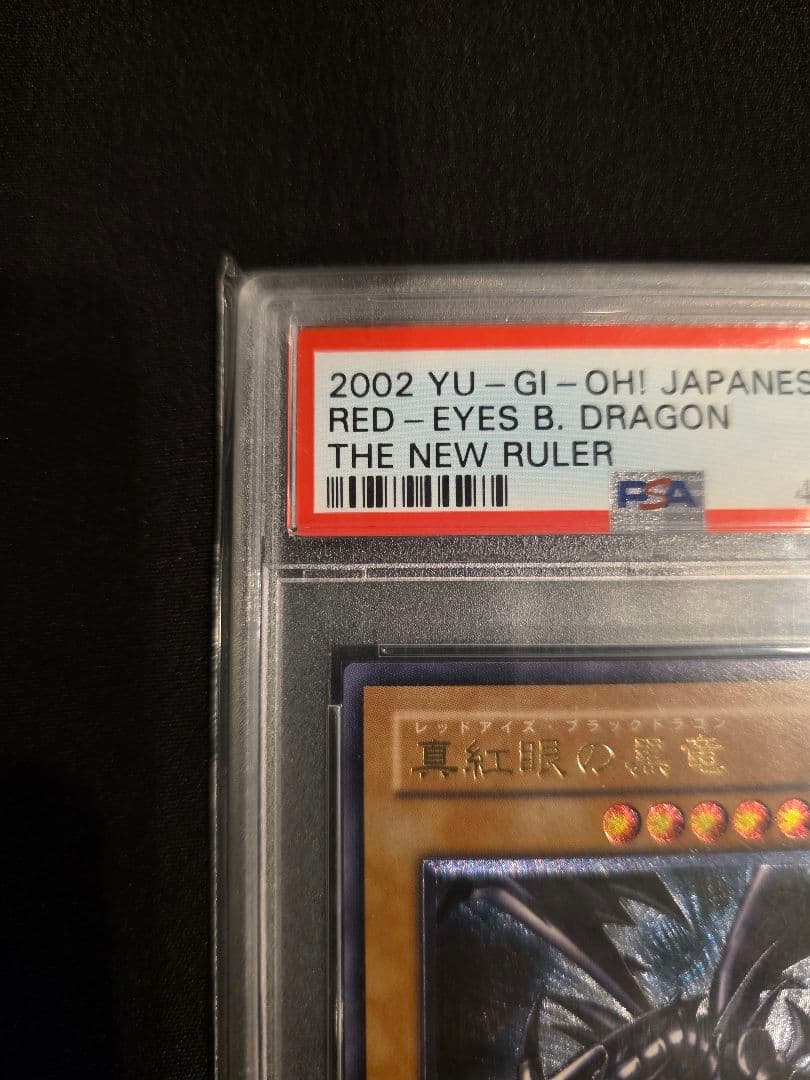 2002 YU-GI-OH! JAPANES
RED-EYES B. DRAGON
THE NEW RULER
PSA
4
レッドアイズ・ブラックドラゴン
真紅眼の黒竜